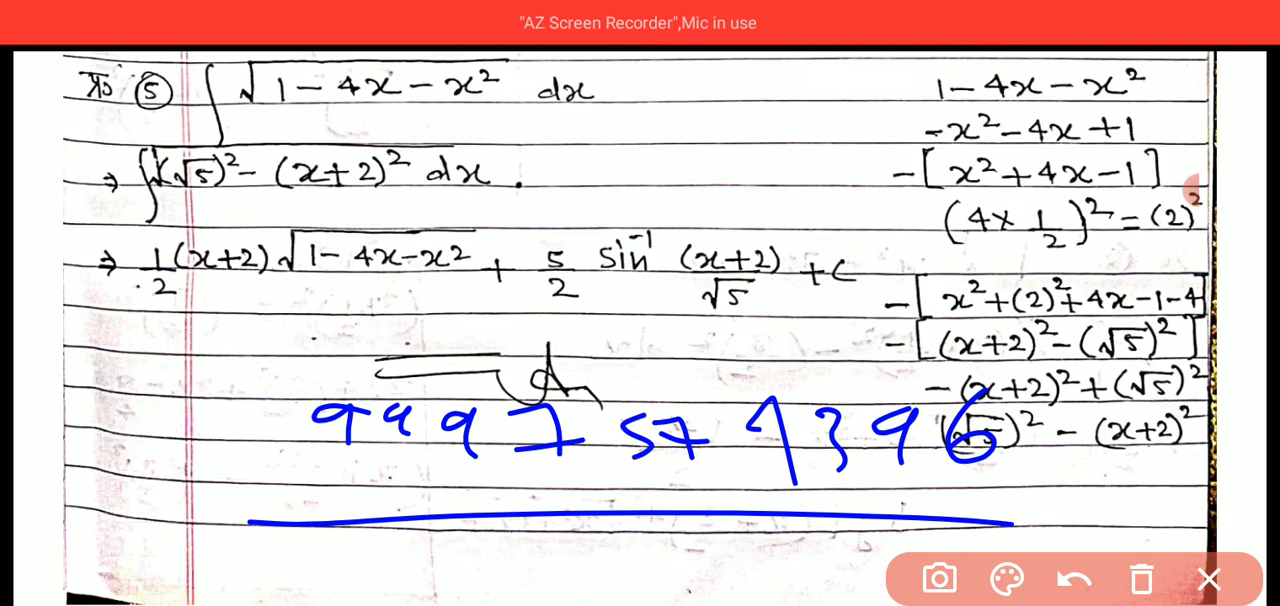 "AZ Screen Recorder",Mic in use
प्र० ⑤ ∫ √(1 - 4x - x²) dx
⇒ ∫ √((√5)² - (x+2)²) dx .
⇒ 1/2 (x+2) √(1 - 4x - x²) + 5/2 sin⁻¹ (x+2)/√5 + C
1 - 4x - x²
-x² - 4x + 1
-[x² + 4x - 1]
(4 × 1/2)² = (2)²
-[x² + (2)² + 4x - 1 - 4]
-[(x+2)² - (√5)²]
-(x+2)² + (√5)²
(√5)² - (x+2)²